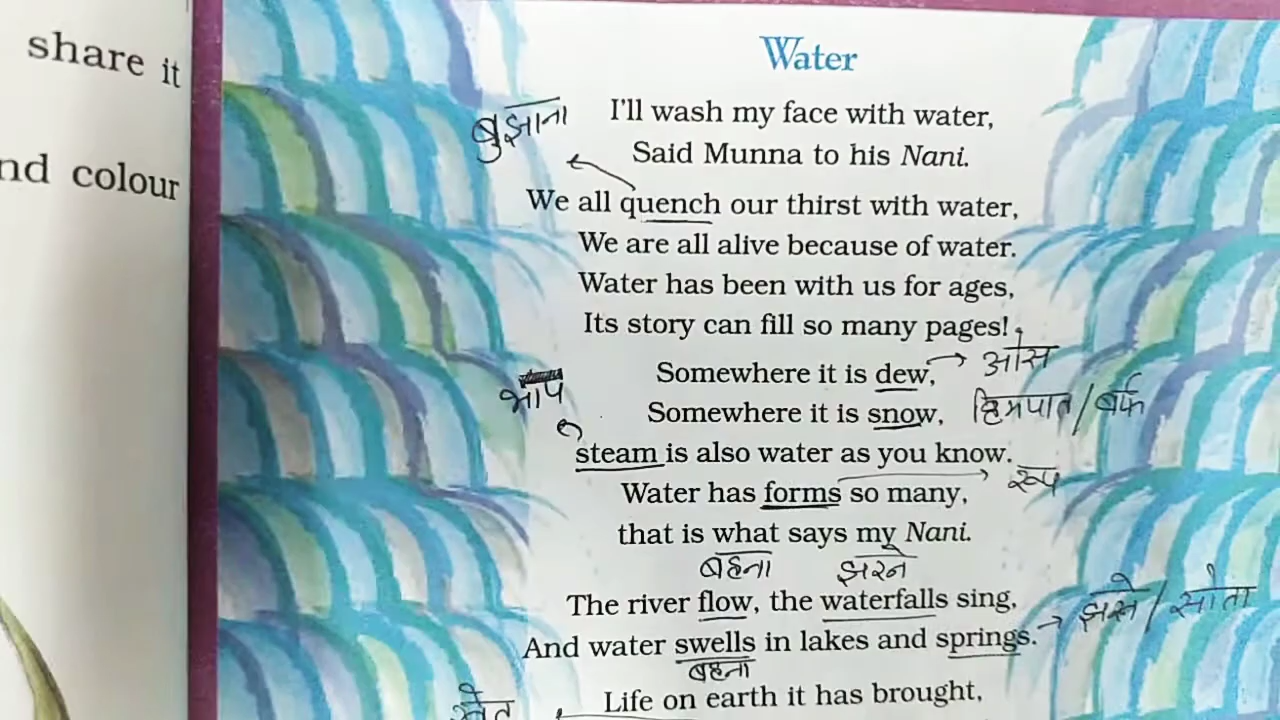 share it
nd colour
Water
बुझाना
I'll wash my face with water,
Said Munna to his Nani.
We all quench our thirst with water,
We are all alive because of water.
Water has been with us for ages,
Its story can fill so many pages!
Somewhere it is dew, → ओस
भाप
Somewhere it is snow, हिमपात/बर्फ
steam is also water as you know.
Water has forms so many, रूप
that is what says my Nani.
बहना झरने
The river flow, the waterfalls sing,
And water swells in lakes and springs. → झरने/सोता
बहना
Life on earth it has brought,